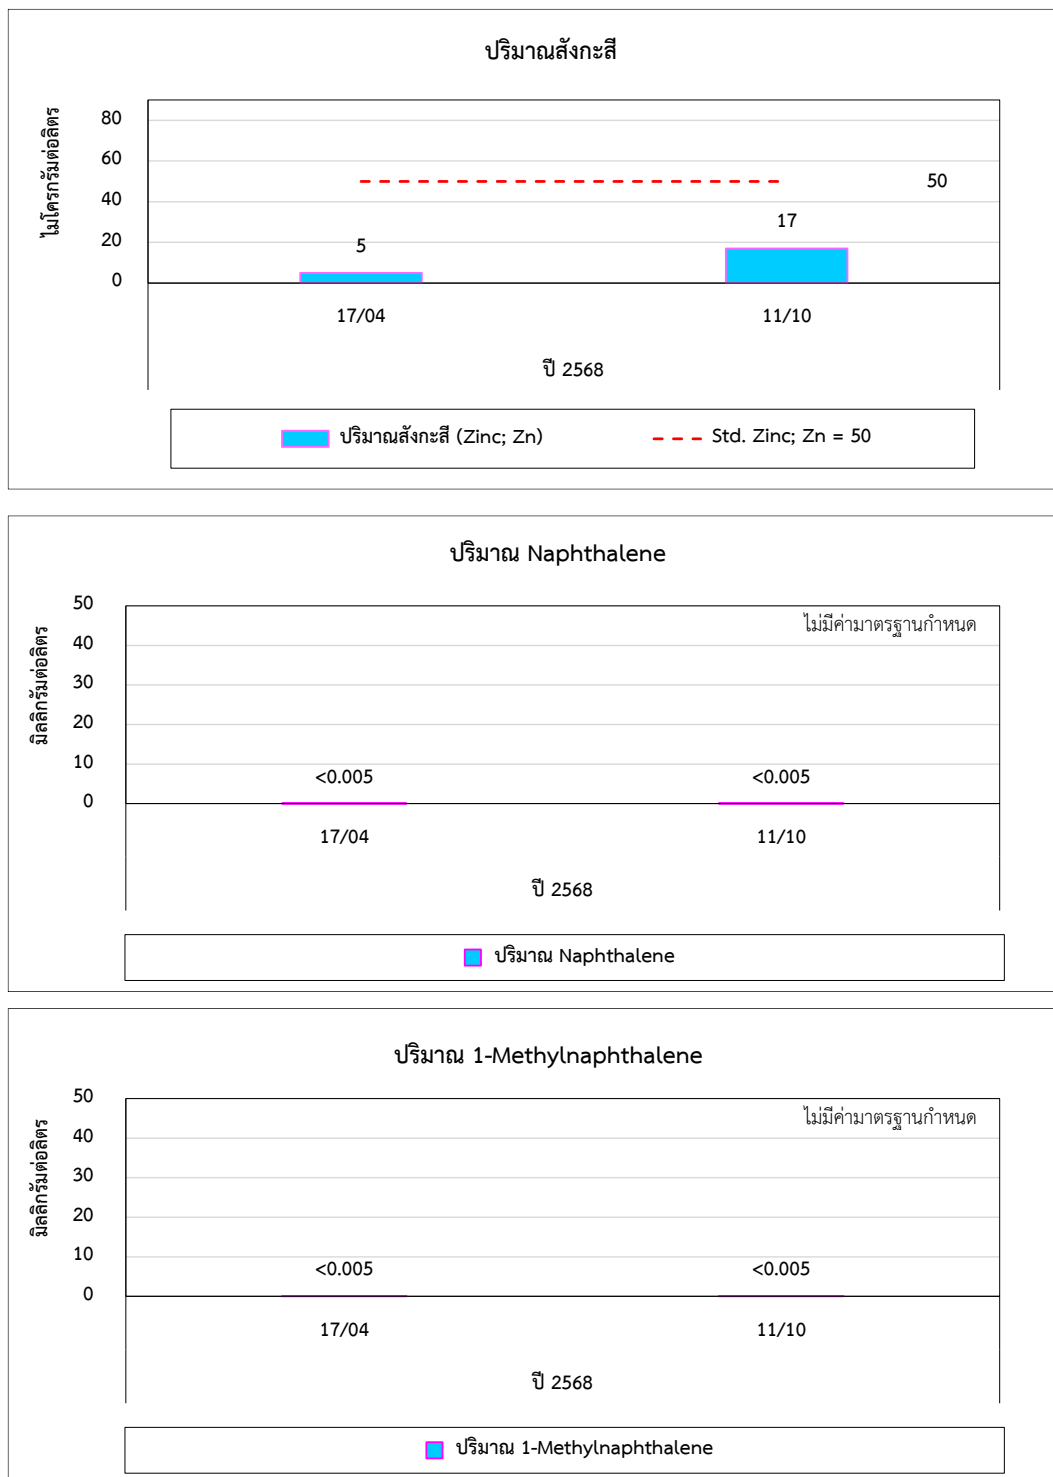 ปริมาณสังกะสี
ไมโครกรัมต่อลิตร
80
60
40
20
0
50
5
17
17/04
11/10
ปี 2568
ปริมาณสังกะสี (Zinc; Zn)
Std. Zinc; Zn = 50
ปริมาณ Naphthalene
มิลลิกรัมต่อลิตร
50
40
30
20
10
0
ไม่มีค่ามาตรฐานกำหนด
<0.005
<0.005
17/04
11/10
ปี 2568
ปริมาณ Naphthalene
ปริมาณ 1-Methylnaphthalene
มิลลิกรัมต่อลิตร
50
40
30
20
10
0
ไม่มีค่ามาตรฐานกำหนด
<0.005
<0.005
17/04
11/10
ปี 2568
ปริมาณ 1-Methylnaphthalene